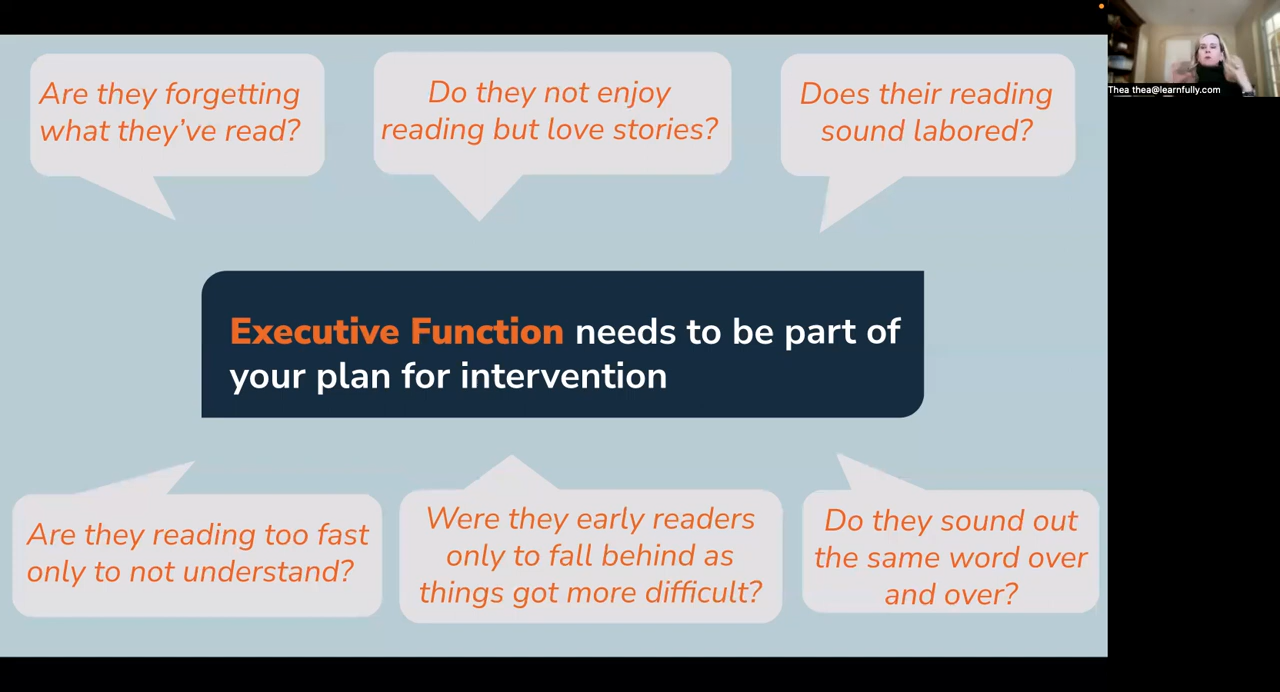 Are they forgetting
what they’ve read?
Do they not enjoy
reading but love stories?
Does their reading
sound labored?
Thea thea@learnfully.com
Executive Function needs to be part of
your plan for intervention
Are they reading too fast
only to not understand?
Were they early readers
only to fall behind as
things got more difficult?
Do they sound out
the same word over
and over?